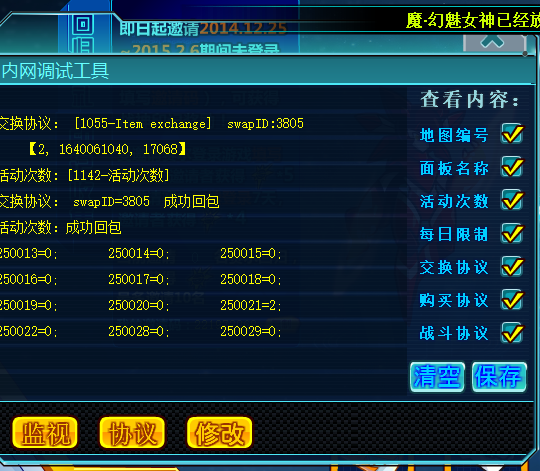 魔·幻魅女神已经
回
归
即日起邀请2014.12.25
~2015.2.6期间未登录
内网调试工具
查看内容：
交换协议： [1055-Item exchange] swapID:3805
【2, 1640061040, 17068】
活动次数：[1142-活动次数]
交换协议： swapID=3805 成功回包
活动次数：成功回包
250013=0; 250014=0; 250015=0;
250016=0; 250017=0; 250018=0;
250019=0; 250020=0; 250021=2;
250022=0; 250028=0; 250029=0;
地图编号
面板名称
活动次数
每日限制
交换协议
购买协议
战斗协议
清空 保存
监视 协议 修改